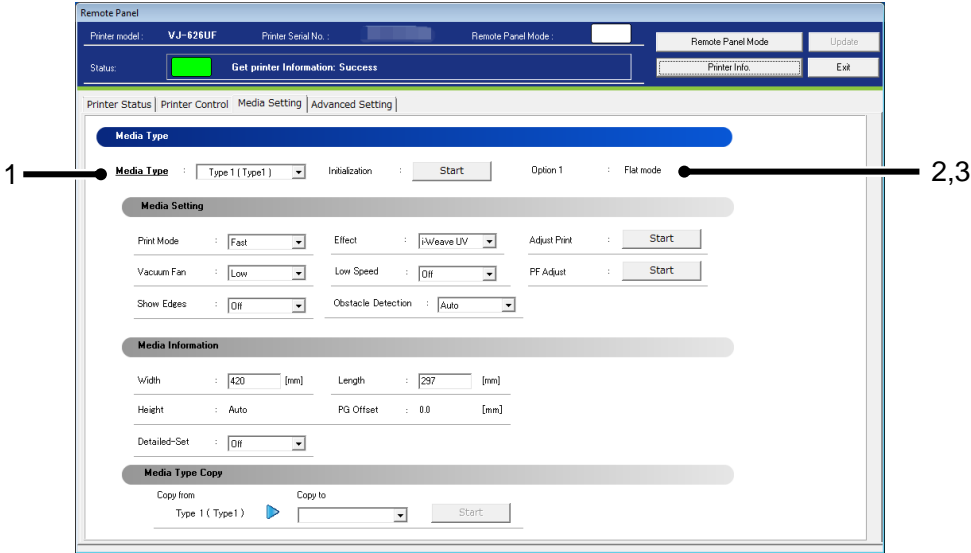 Remote Panel
Printer model : VJ-626UF Printer Serial No. : Remote Panel Mode : Remote Panel Mode Update
Status: Get printer Information: Success Printer Info. Exit
Printer Status Printer Control Media Setting Advanced Setting
Media Type
1 Media Type : Type 1 ( Type1 ) Initialization : Start Option 1 : Flat mode 2,3
Media Setting
Print Mode : Fast Effect : i-Weave UV Adjust Print : Start
Vacuum Fan : Low Low Speed : Off PF Adjust : Start
Show Edges : Off Obstacle Detection : Auto
Media Information
Width : 420 [mm] Length : 297 [mm]
Height : Auto PG Offset : 0.0 [mm]
Detailed-Set : Off
Media Type Copy
Copy from Copy to
Type 1 ( Type1 ) Start